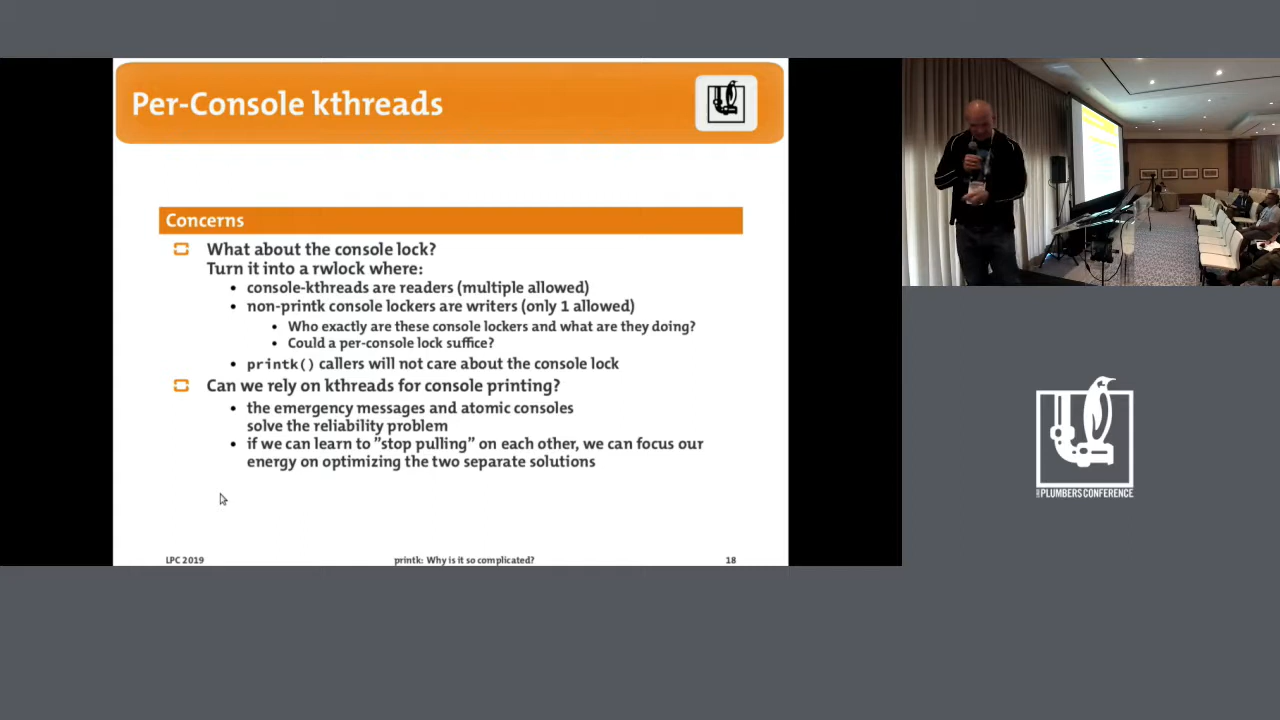 Per-Console kthreads
Concerns
What about the console lock?
Turn it into a rwlock where:
• console-kthreads are readers (multiple allowed)
• non-printk console lockers are writers (only 1 allowed)
• Who exactly are these console lockers and what are they doing?
• Could a per-console lock suffice?
• printk() callers will not care about the console lock
Can we rely on kthreads for console printing?
• the emergency messages and atomic consoles
solve the reliability problem
• if we can learn to ”stop pulling” on each other, we can focus our
energy on optimizing the two separate solutions
LPC 2019
printk: Why is it so complicated?
18
PLUMBERS CONFERENCE